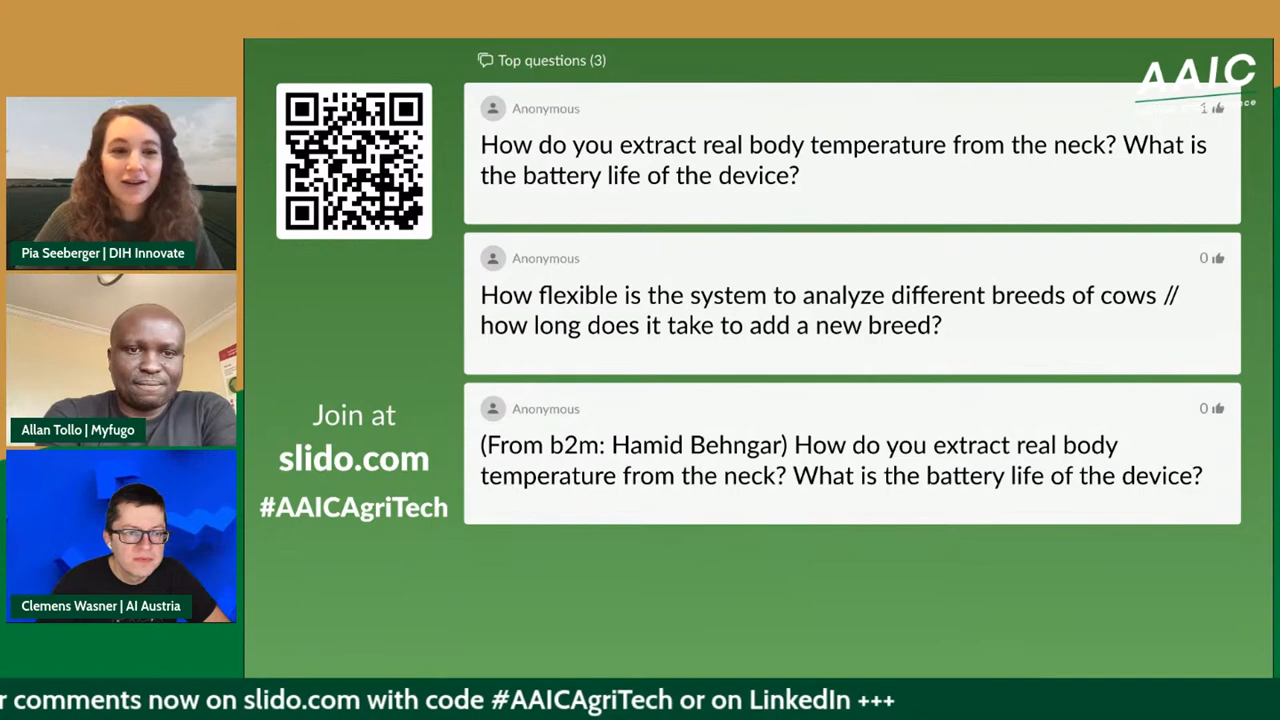 Top questions (3)
AAIC
Anonymous
1
How do you extract real body temperature from the neck? What is
the battery life of the device?
Pia Seeberger | DIH Innovate
Anonymous
0
How flexible is the system to analyze different breeds of cows //
how long does it take to add a new breed?
Allan Tollo | Myfugo
Join at
slido.com
#AAICAgriTech
Anonymous
0
(From b2m: Hamid Behngar) How do you extract real body
temperature from the neck? What is the battery life of the device?
Clemens Wasner | AI Austria
r comments now on slido.com with code #AAICAgriTech or on LinkedIn +++